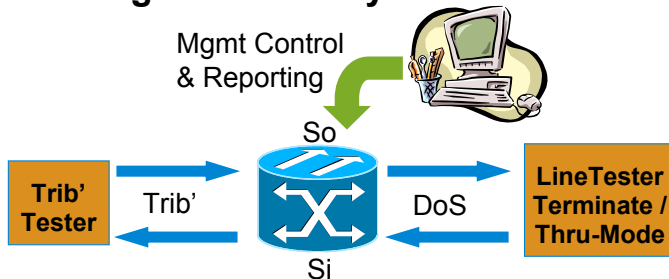 Mgmt Control
& Reporting
So
Trib'
Tester
Trib'
DoS
LineTester
Terminate /
Thru-Mode
Si